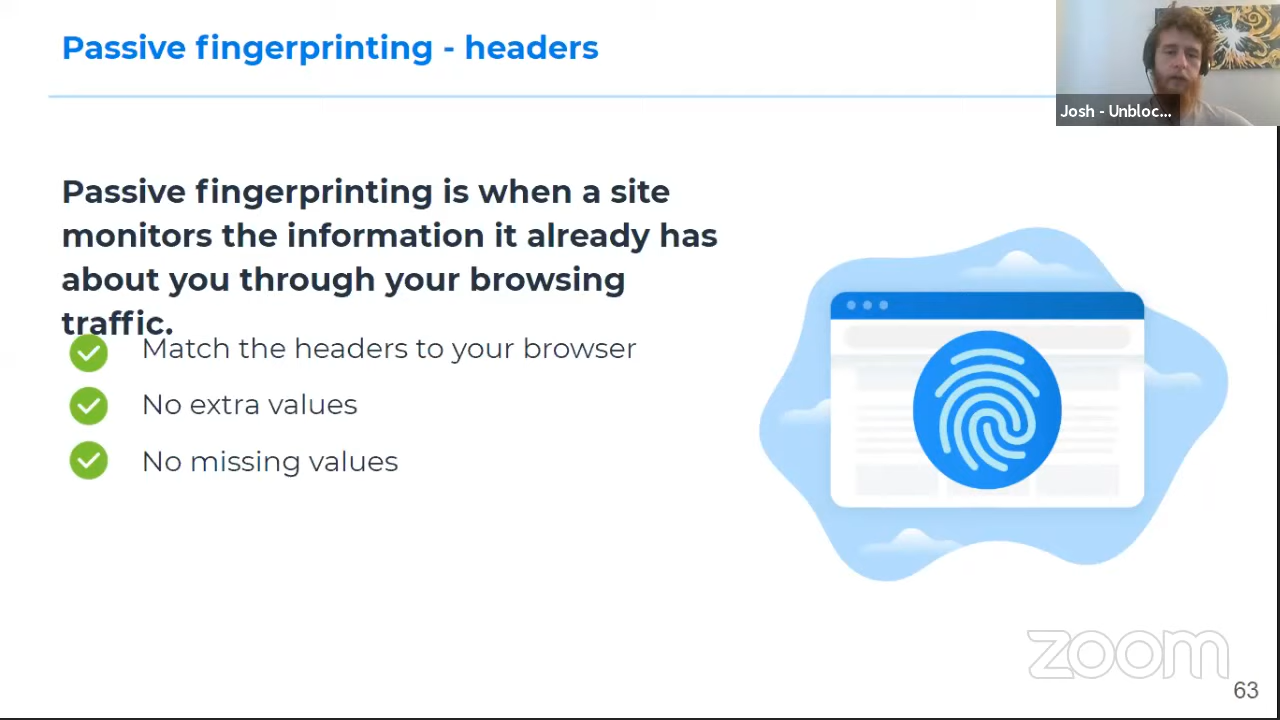 Passive fingerprinting - headers
Josh - Unbloc...
Passive fingerprinting is when a site
monitors the information it already has
about you through your browsing
traffic.
Match the headers to your browser
No extra values
No missing values
zoom
63